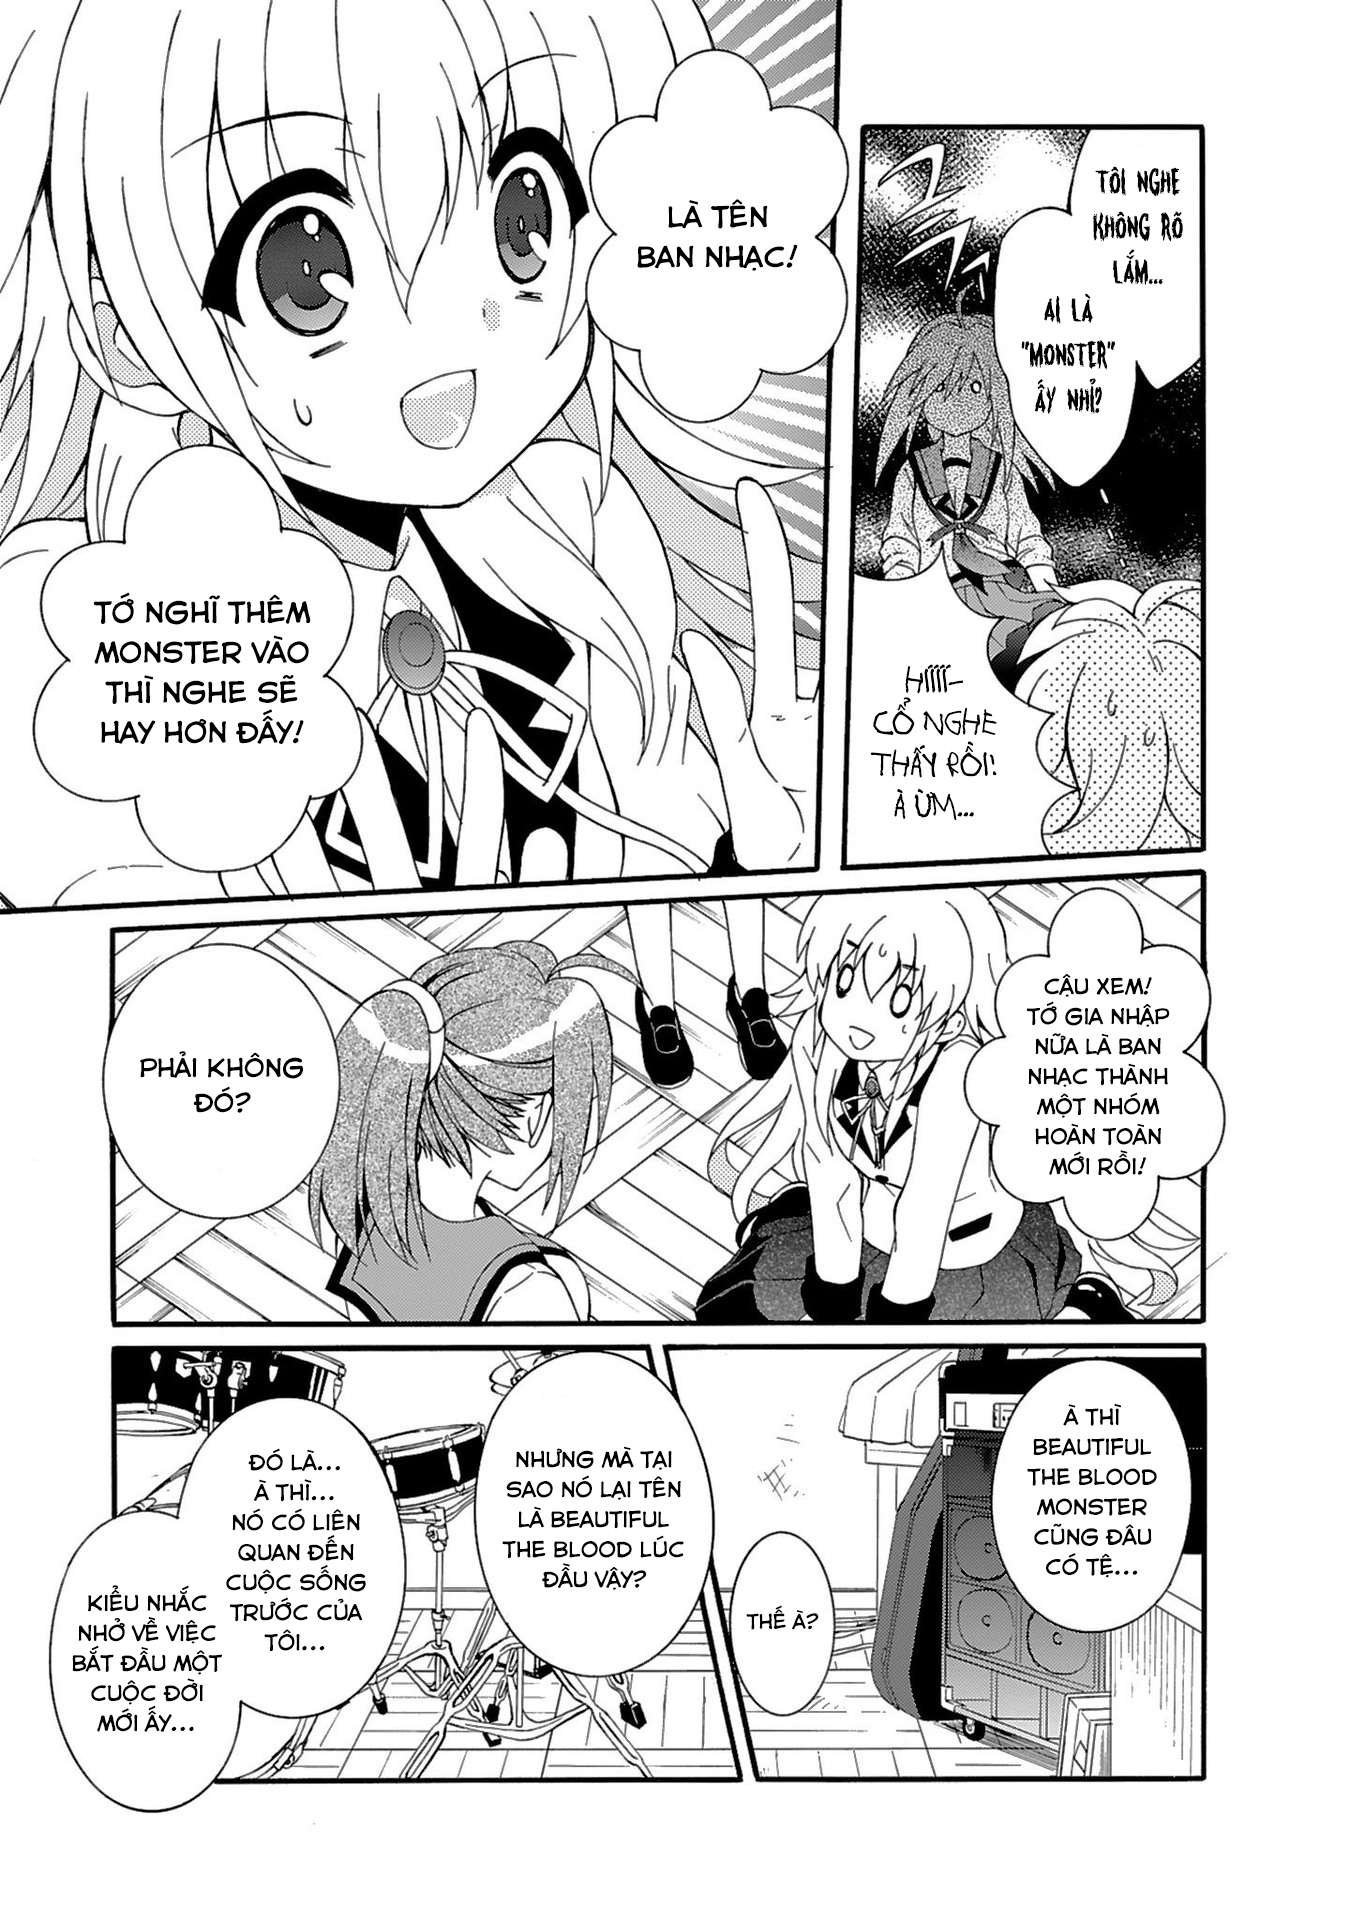 TÔI NGHE
KHÔNG RÕ
LẮM...
AI LÀ
"MONSTER"
ẤY NHỈ?
HÍÍÍÍ-
CỔ NGHE
THẤY RỒI!
À ỪM...
LÀ TÊN
BAN NHẠC!
TỚ NGHĨ THÊM
MONSTER VÀO
THÌ NGHE SẼ
HAY HƠN ĐẤY!
CẬU XEM!
TỚ GIA NHẬP
NỮA LÀ BAN
NHẠC THÀNH
MỘT NHÓM
HOÀN TOÀN
MỚI RỒI!
PHẢI KHÔNG
ĐÓ?
À THÌ
BEAUTIFUL
THE BLOOD
MONSTER
CŨNG ĐÂU
CÓ TỆ...
THẾ À?
NHƯNG MÀ TẠI
SAO NÓ LẠI TÊN
LÀ BEAUTIFUL
THE BLOOD LÚC
ĐẦU VẬY?
ĐÓ LÀ...
À THÌ...
NÓ CÓ LIÊN
QUAN ĐẾN
CUỘC SỐNG
TRƯỚC CỦA
TÔI...
KIỂU NHẮC
NHỞ VỀ VIỆC
BẮT ĐẦU MỘT
CUỘC ĐỜI
MỚI ẤY...